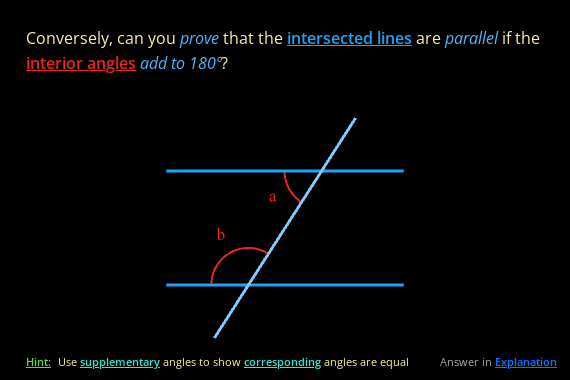 Conversely, can you prove that the intersected lines are parallel if the
interior angles add to 180º?
a
b
Hint: Use supplementary angles to show corresponding angles are equal
Answer in Explanation